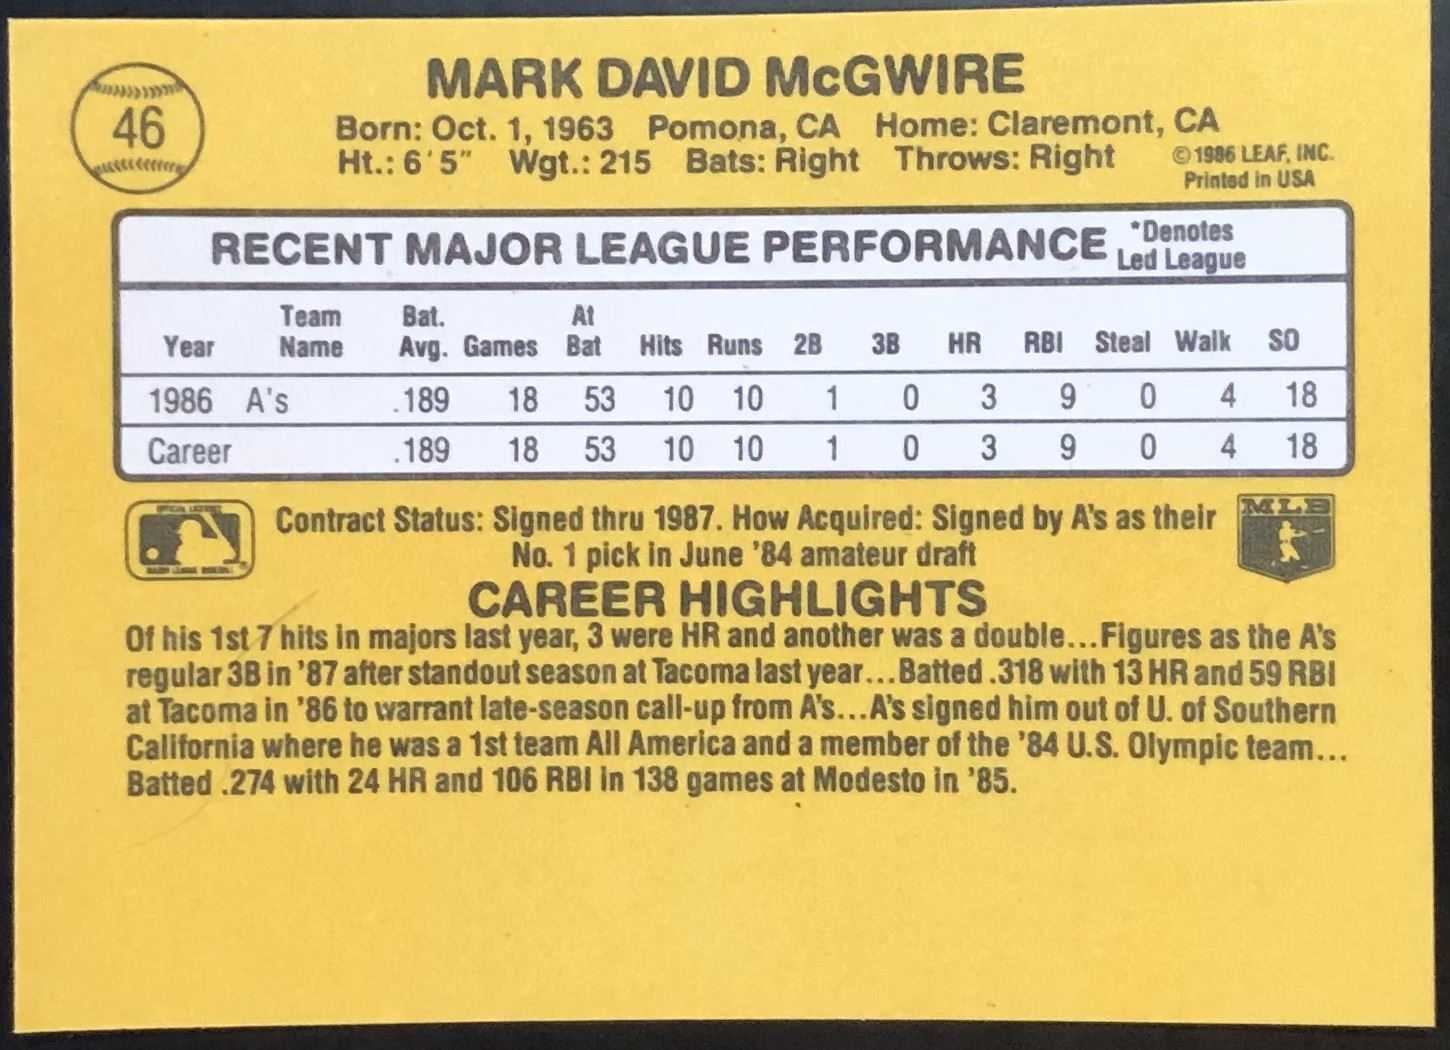 46
MARK DAVID McGWIRE
Born: Oct. 1, 1963 Pomona, CA Home: Claremont, CA
Ht.: 6'5" Wgt.: 215 Bats: Right Throws: Right
©1986 LEAF, INC.
Printed in USA
RECENT MAJOR LEAGUE PERFORMANCE *Denotes
Led League
Year Team Name Bat. Avg. Games At Bat Hits Runs 2B 3B HR RBI Steal Walk SO
1986 A's .189 18 53 10 10 1 0 3 9 0 4 18
Career .189 18 53 10 10 1 0 3 9 0 4 18
Contract Status: Signed thru 1987. How Acquired: Signed by A's as their
No. 1 pick in June '84 amateur draft
MLB
CAREER HIGHLIGHTS
Of his 1st 7 hits in majors last year, 3 were HR and another was a double...Figures as the A's
regular 3B in '87 after standout season at Tacoma last year...Batted .318 with 13 HR and 59 RBI
at Tacoma in '86 to warrant late-season call-up from A's...A's signed him out of U. of Southern
California where he was a 1st team All America and a member of the '84 U.S. Olympic team...
Batted .274 with 24 HR and 106 RBI in 138 games at Modesto in '85.